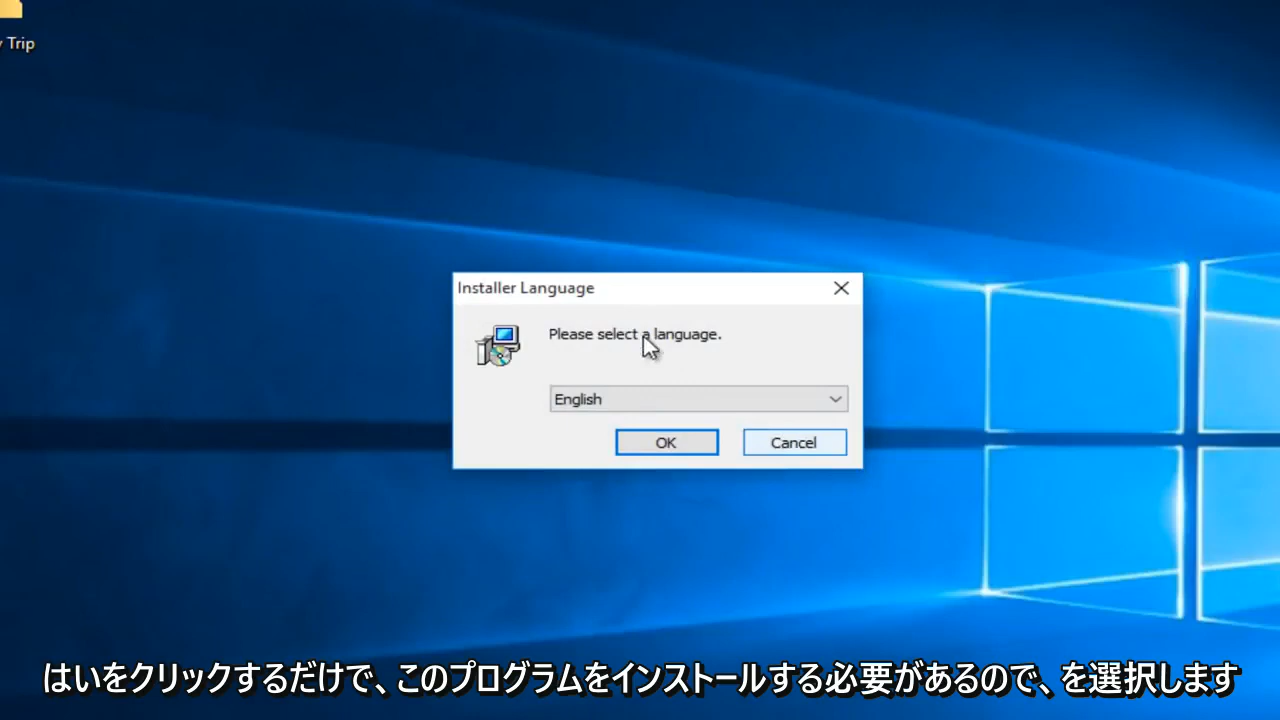 Trip
Installer Language
Please select a language.
English
OK
Cancel
はいをクリックするだけで、このプログラムをインストールする必要があるので、を選択します